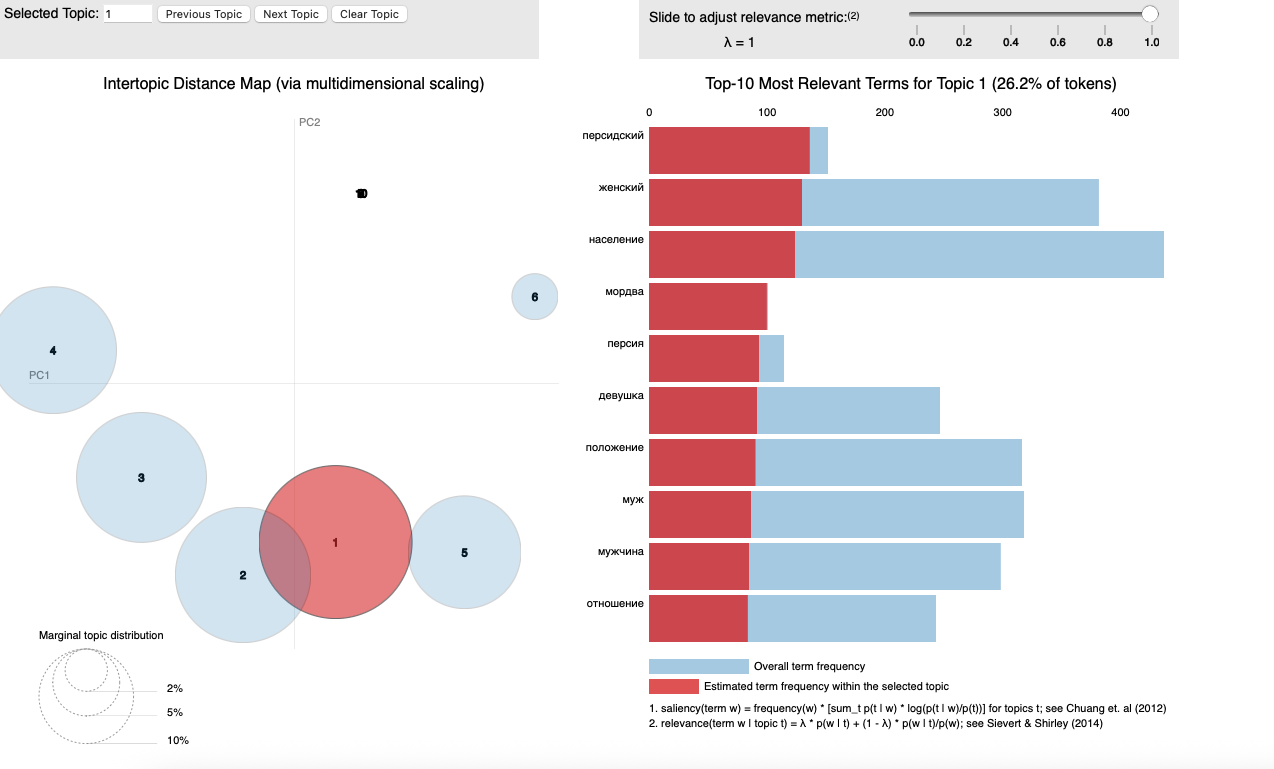 Selected Topic: 1 Previous Topic Next Topic Clear Topic
Slide to adjust relevance metric:(2)
λ = 1
0.0 0.2 0.4 0.6 0.8 1.0
Intertopic Distance Map (via multidimensional scaling)
PC2
PC1
6
4
3
1
5
2
Marginal topic distribution
2%
5%
10%
Top-10 Most Relevant Terms for Topic 1 (26.2% of tokens)
0 100 200 300 400
персидский
женский
население
мордва
персия
девушка
положение
муж
мужчина
отношение
Overall term frequency
Estimated term frequency within the selected topic
1. saliency(term w) = frequency(w) * [sum_t p(t | w) * log(p(t | w)/p(t))] for topics t; see Chuang et. al (2012)
2. relevance(term w | topic t) = λ * p(w | t) + (1 - λ) * p(w | t)/p(w); see Sievert & Shirley (2014)